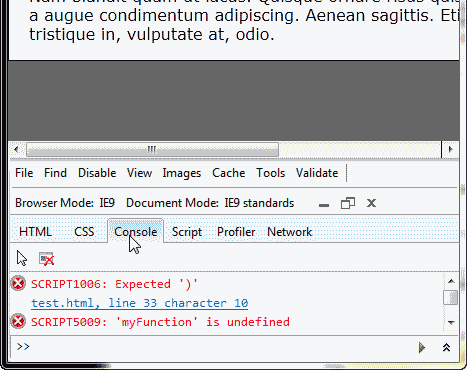 Nam blandit quam ut lacus. Quisque ornare risus quis
a augue condimentum adipiscing. Aenean sagittis. Eti
tristique in, vulputate at, odio.
File Find Disable View Images Cache Tools Validate
Browser Mode: IE9 Document Mode: IE9 standards
HTML CSS Console Script Profiler Network
SCRIPT1006: Expected ')'
test.html, line 33 character 10
SCRIPT5009: 'myFunction' is undefined
>>